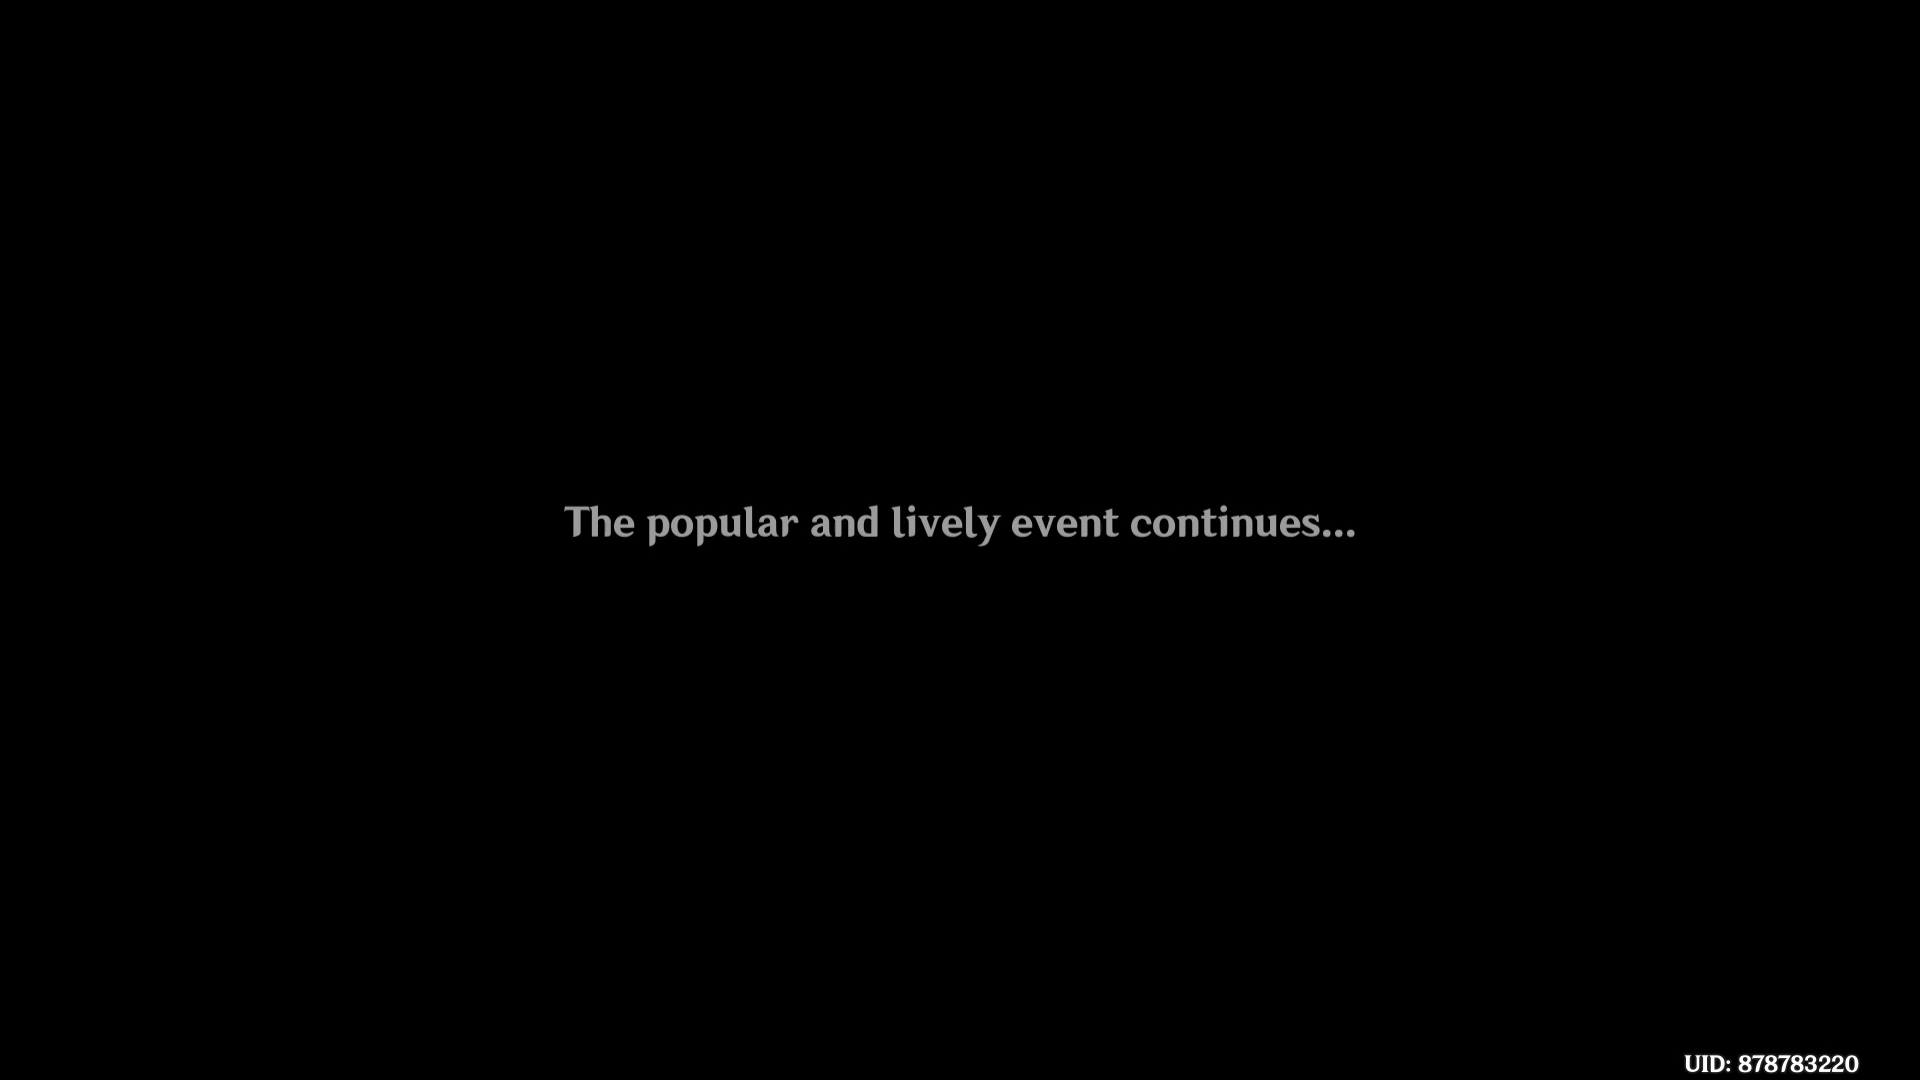 The popular and lively event continues...
UID: 878783220